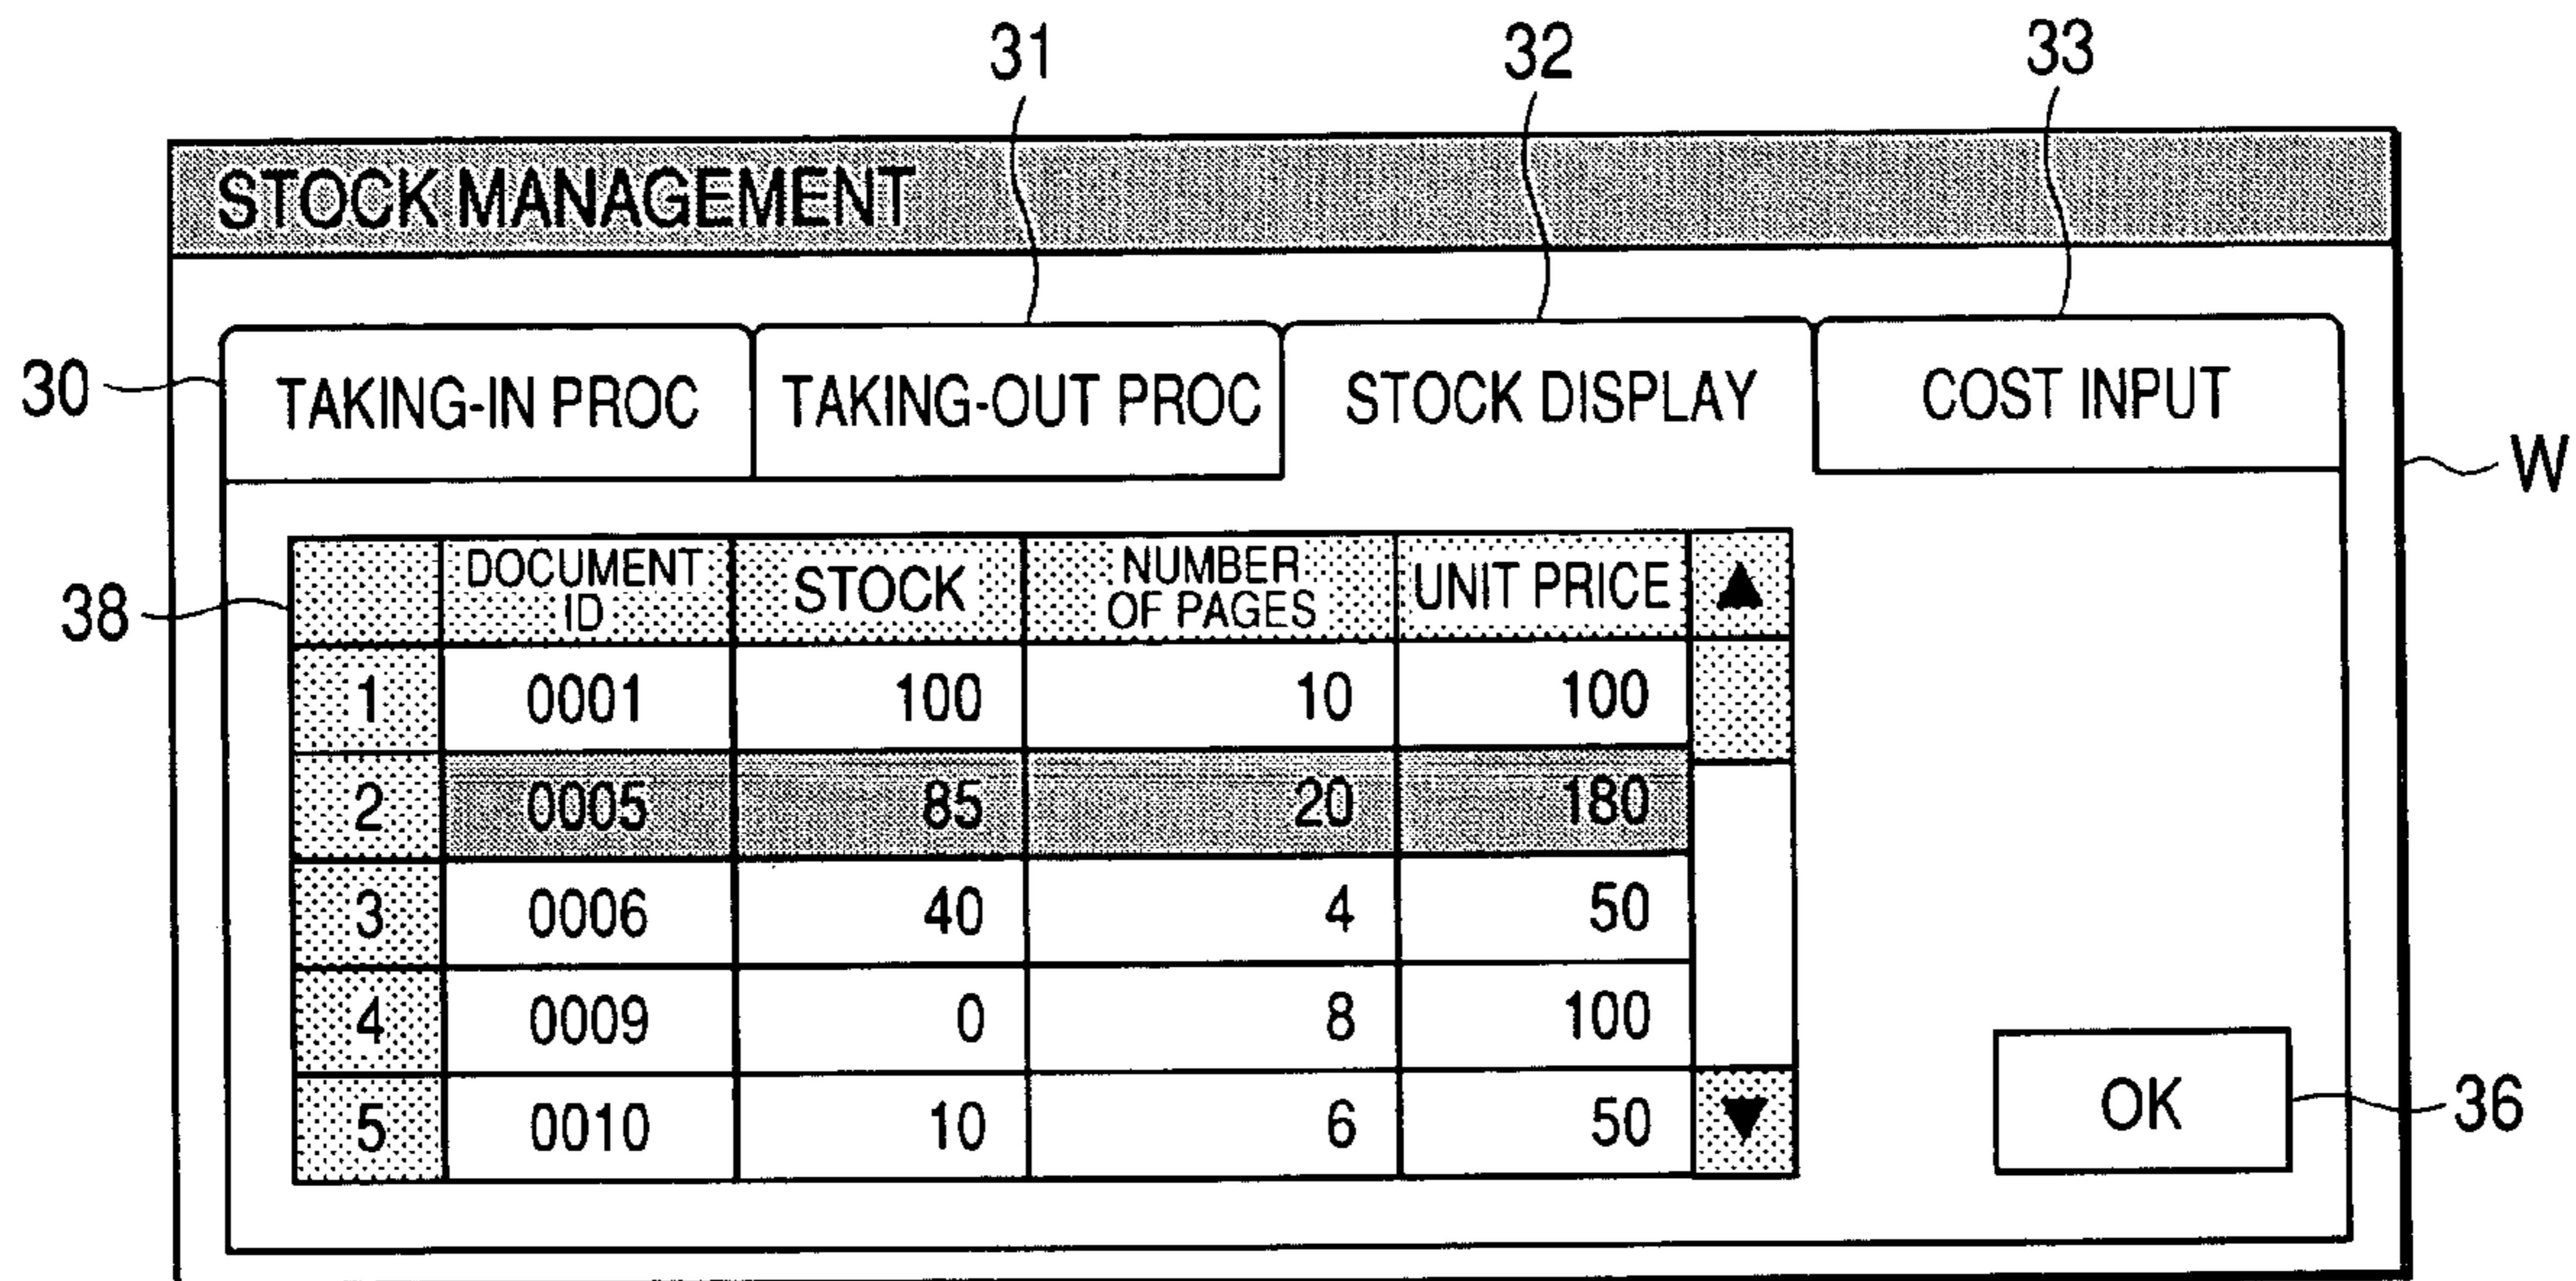 31 32 33
STOCK MANAGEMENT
30 TAKING-IN PROC TAKING-OUT PROC STOCK DISPLAY COST INPUT
W
38 DOCUMENT ID STOCK NUMBER OF PAGES UNIT PRICE ▲
1 0001 100 10 100
2 0005 85 20 180
3 0006 40 4 50
4 0009 0 8 100
5 0010 10 6 50 ▼
OK 36